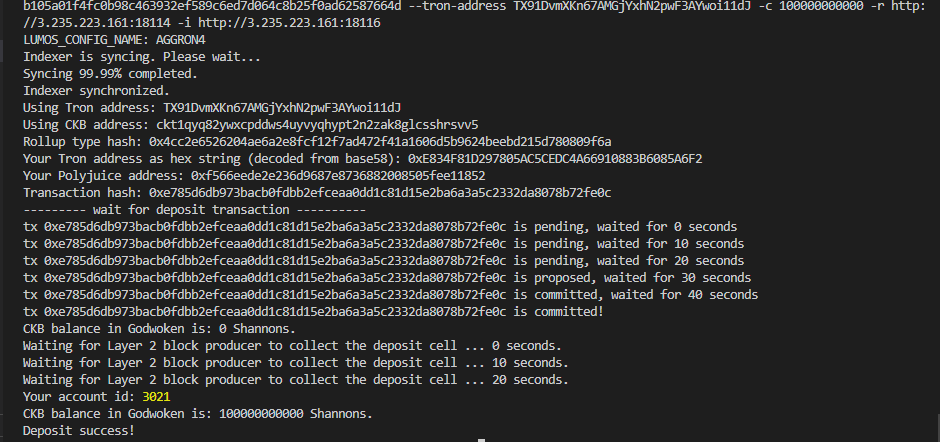 b105a01f4fc0b98c463932ef589c6ed7d064c8b25f0ad62587664d --tron-address TX91DvmXKn67AMGjYxhN2pwF3AYwoi11dJ -c 100000000000 -r http:
//3.235.223.161:18114 -i http://3.235.223.161:18116
LUMOS_CONFIG_NAME: AGGRON4
Indexer is syncing. Please wait...
Syncing 99.99% completed.
Indexer synchronized.
Using Tron address: TX91DvmXKn67AMGjYxhN2pwF3AYwoi11dJ
Using CKB address: ckt1qyq82ywxcpddws4uyvyqhypt2n2zak8glcsshrsvv5
Rollup type hash: 0x4cc2e6526204ae6a2e8fcf12f7ad472f41a1606d5b9624beebd215d780809f6a
Your Tron address as hex string (decoded from base58): 0xE834F81D297805AC5CEDC4A66910883B6085A6F2
Your Polyjuice address: 0xf566eede2e236d9687e8736882008505fee11852
Transaction hash: 0xe785d6db973bacb0fdbb2efceaa0dd1c81d15e2ba6a3a5c2332da8078b72fe0c
--------- wait for deposit transaction ----------
tx 0xe785d6db973bacb0fdbb2efceaa0dd1c81d15e2ba6a3a5c2332da8078b72fe0c is pending, waited for 0 seconds
tx 0xe785d6db973bacb0fdbb2efceaa0dd1c81d15e2ba6a3a5c2332da8078b72fe0c is pending, waited for 10 seconds
tx 0xe785d6db973bacb0fdbb2efceaa0dd1c81d15e2ba6a3a5c2332da8078b72fe0c is pending, waited for 20 seconds
tx 0xe785d6db973bacb0fdbb2efceaa0dd1c81d15e2ba6a3a5c2332da8078b72fe0c is proposed, waited for 30 seconds
tx 0xe785d6db973bacb0fdbb2efceaa0dd1c81d15e2ba6a3a5c2332da8078b72fe0c is committed, waited for 40 seconds
tx 0xe785d6db973bacb0fdbb2efceaa0dd1c81d15e2ba6a3a5c2332da8078b72fe0c is committed!
CKB balance in Godwoken is: 0 Shannons.
Waiting for Layer 2 block producer to collect the deposit cell ... 0 seconds.
Waiting for Layer 2 block producer to collect the deposit cell ... 10 seconds.
Waiting for Layer 2 block producer to collect the deposit cell ... 20 seconds.
Your account id: 3021
CKB balance in Godwoken is: 100000000000 Shannons.
Deposit success!